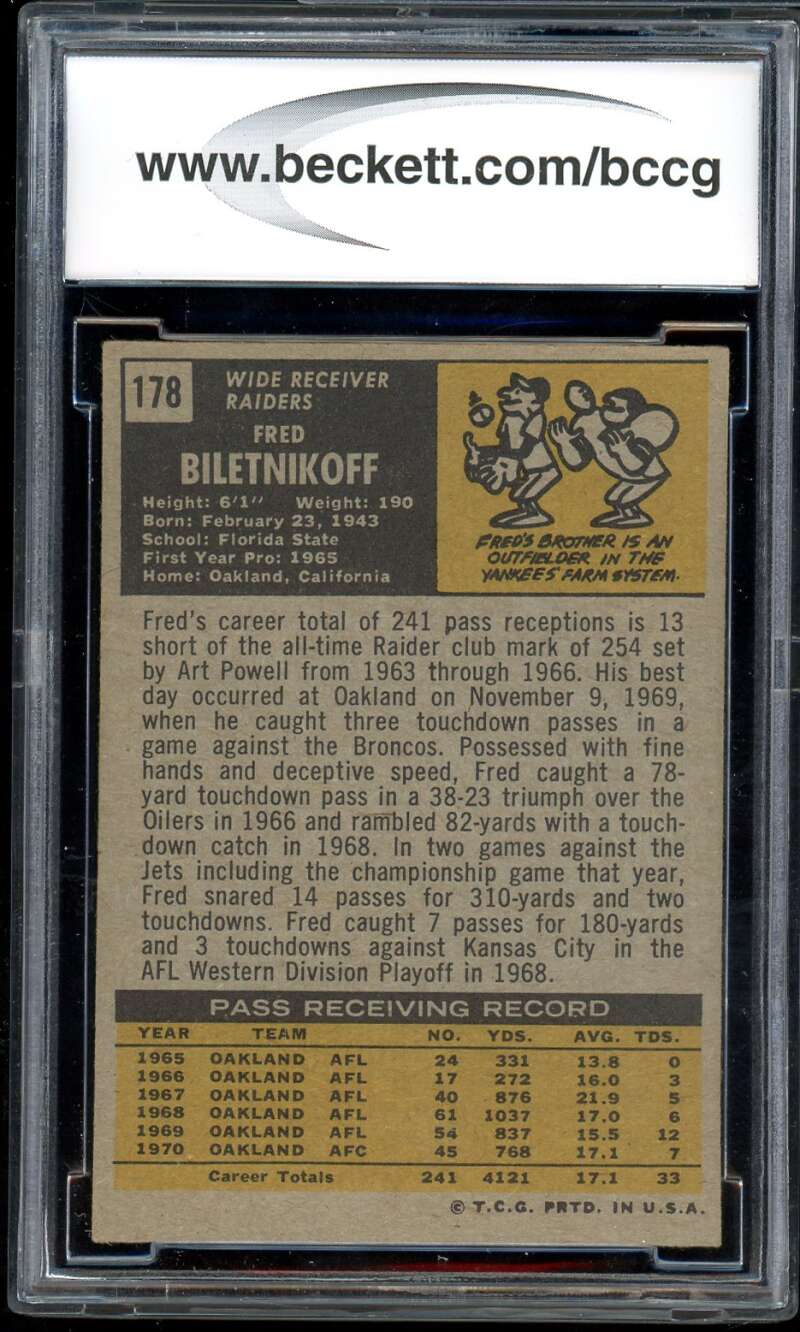 www.beckett.com/bccg
178
WIDE RECEIVER
RAIDERS
FRED
BILETNIKOFF
Height: 6'1" Weight: 190
Born: February 23, 1943
School: Florida State
First Year Pro: 1965
Home: Oakland, California
FRED'S BROTHER IS AN
OUTFIELDER IN THE
YANKEES' FARM SYSTEM.
Fred's career total of 241 pass receptions is 13
short of the all-time Raider club mark of 254 set
by Art Powell from 1963 through 1966. His best
day occurred at Oakland on November 9, 1969,
when he caught three touchdown passes in a
game against the Broncos. Possessed with fine
hands and deceptive speed, Fred caught a 78-
yard touchdown pass in a 38-23 triumph over the
Oilers in 1966 and rambled 82-yards with a touch-
down catch in 1968. In two games against the
Jets including the championship game that year,
Fred snared 14 passes for 310-yards and two
touchdowns. Fred caught 7 passes for 180-yards
and 3 touchdowns against Kansas City in the
AFL Western Division Playoff in 1968.
PASS RECEIVING RECORD
YEAR TEAM NO. YDS. AVG. TDS.
1965 OAKLAND AFL 24 331 13.8 0
1966 OAKLAND AFL 17 272 16.0 3
1967 OAKLAND AFL 40 876 21.9 5
1968 OAKLAND AFL 61 1037 17.0 6
1969 OAKLAND AFL 54 837 15.5 12
1970 OAKLAND AFC 45 768 17.1 7
Career Totals 241 4121 17.1 33
© T.C.G. PRTD. IN U.S.A.